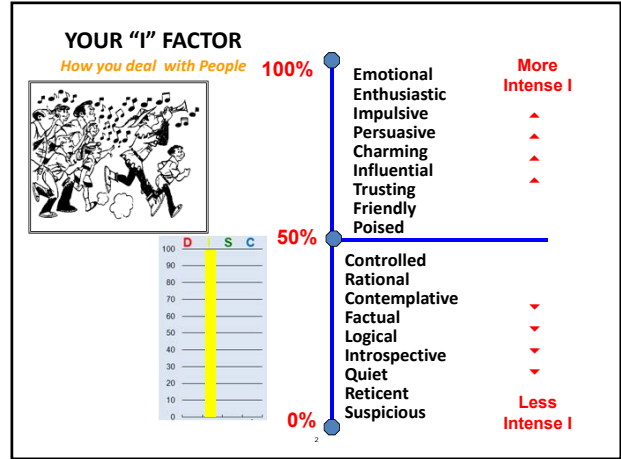 YOUR “I” FACTOR
How you deal with People
100%
Emotional
Enthusiastic
Impulsive
Persuasive
Charming
Influential
Trusting
Friendly
Poised
More
Intense I
50%
Controlled
Rational
Contemplative
Factual
Logical
Introspective
Quiet
Reticent
Suspicious
Less
Intense I
0%
D I S C
100
90
80
70
60
50
40
30
20
10
0
2